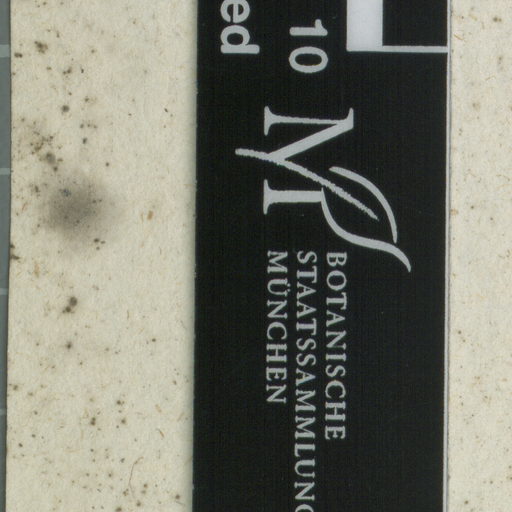 ed
10
M
BOTANISCHE
STAATSSAMMLUNG
MÜNCHEN